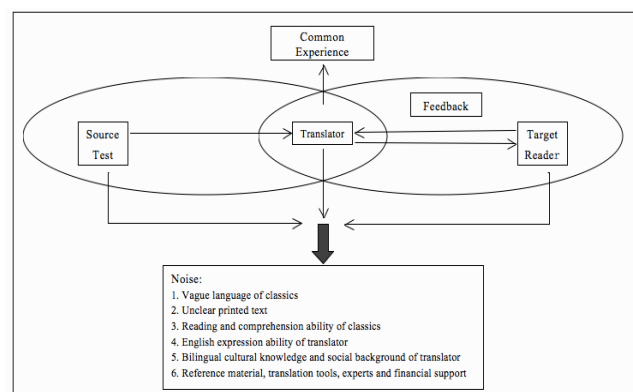 Common
Experience
Feedback
Source
Test
Translator
Target
Reader
Noise:
1. Vague language of classics
2. Unclear printed text
3. Reading and comprehension ability of classics
4. English expression ability of translator
5. Bilingual cultural knowledge and social background of translator
6. Reference material, translation tools, experts and financial support